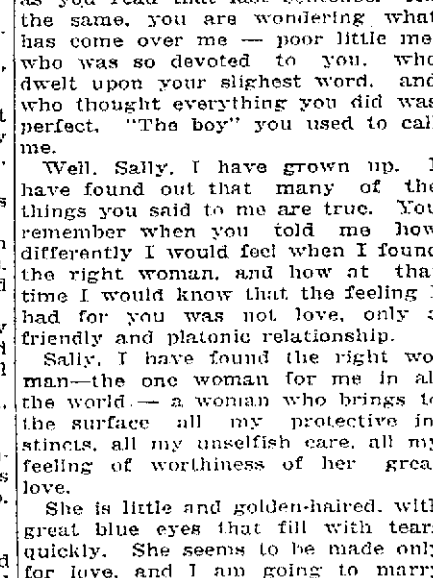 as you read that last sentence
the same, you are wondering what
has come over me — poor little me
who was so devoted to you, who
dwelt upon your slighest word, and
who thought everything you did was
perfect. "The boy" you used to cal
me.
Well, Sally, I have grown up. I
have found out that many of the
things you said to me are true. You
remember when you told me how
differently I would feel when I found
the right woman, and how at tha
time I would know that the feeling I
had for you was not love, only a
friendly and platonic relationship.
Sally, I have found the right wo
man—the one woman for me in al
the world — a woman who brings to
the surface all my protective in
stincts, all my unselfish care, all my
feeling of worthiness of her grea
love.
She is little and golden-haired, with
great blue eyes that fill with tears
quickly. She seems to be made only
for love, and I am going to marry